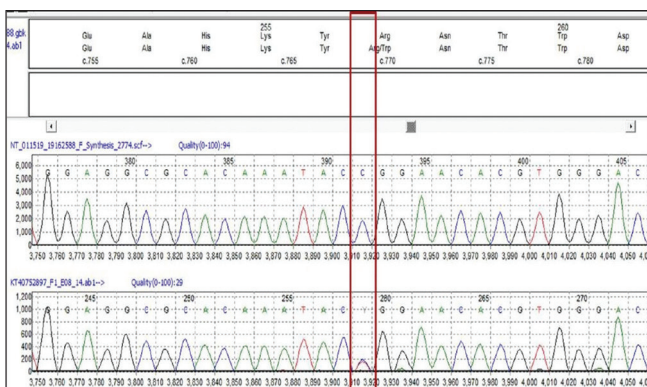 88.gbk
4.ab1
255 260
Glu Ala His Lys Tyr Arg Asn Thr Trp Asp
Glu Ala His Lys Tyr Arg/Trp Asn Thr Trp Asp
c.755 c.760 c.765 c.770 c.775 c.780
NT_011519_19162588_F_Synthesis_2774.scf--> Quality(0-100):94
380 385 390 395 400 405
6,000 G G A G G C G C A C A A A T A C C G G A A C A C G T G G G A C
5,000
4,000
3,000
2,000
1,000
0
3,750 3,760 3,770 3,780 3,790 3,800 3,810 3,820 3,830 3,840 3,850 3,860 3,870 3,880 3,890 3,900 3,910 3,920 3,930 3,940 3,950 3,960 3,970 3,980 3,990 4,000 4,010 4,020 4,030 4,040 4,050
KT40752897_F1_E08_14.ab1--> Quality(0-100):29
1,200 245 250 255 260 265 270
1,000 G G A G G C G C A C A A A T A C Y G G A A C A C G T G G G A C
800
600
400
200
0
3,750 3,760 3,770 3,780 3,790 3,800 3,810 3,820 3,830 3,840 3,850 3,860 3,870 3,880 3,890 3,900 3,910 3,920 3,930 3,940 3,950 3,960 3,970 3,980 3,990 4,000 4,010 4,020 4,030 4,040 4,050